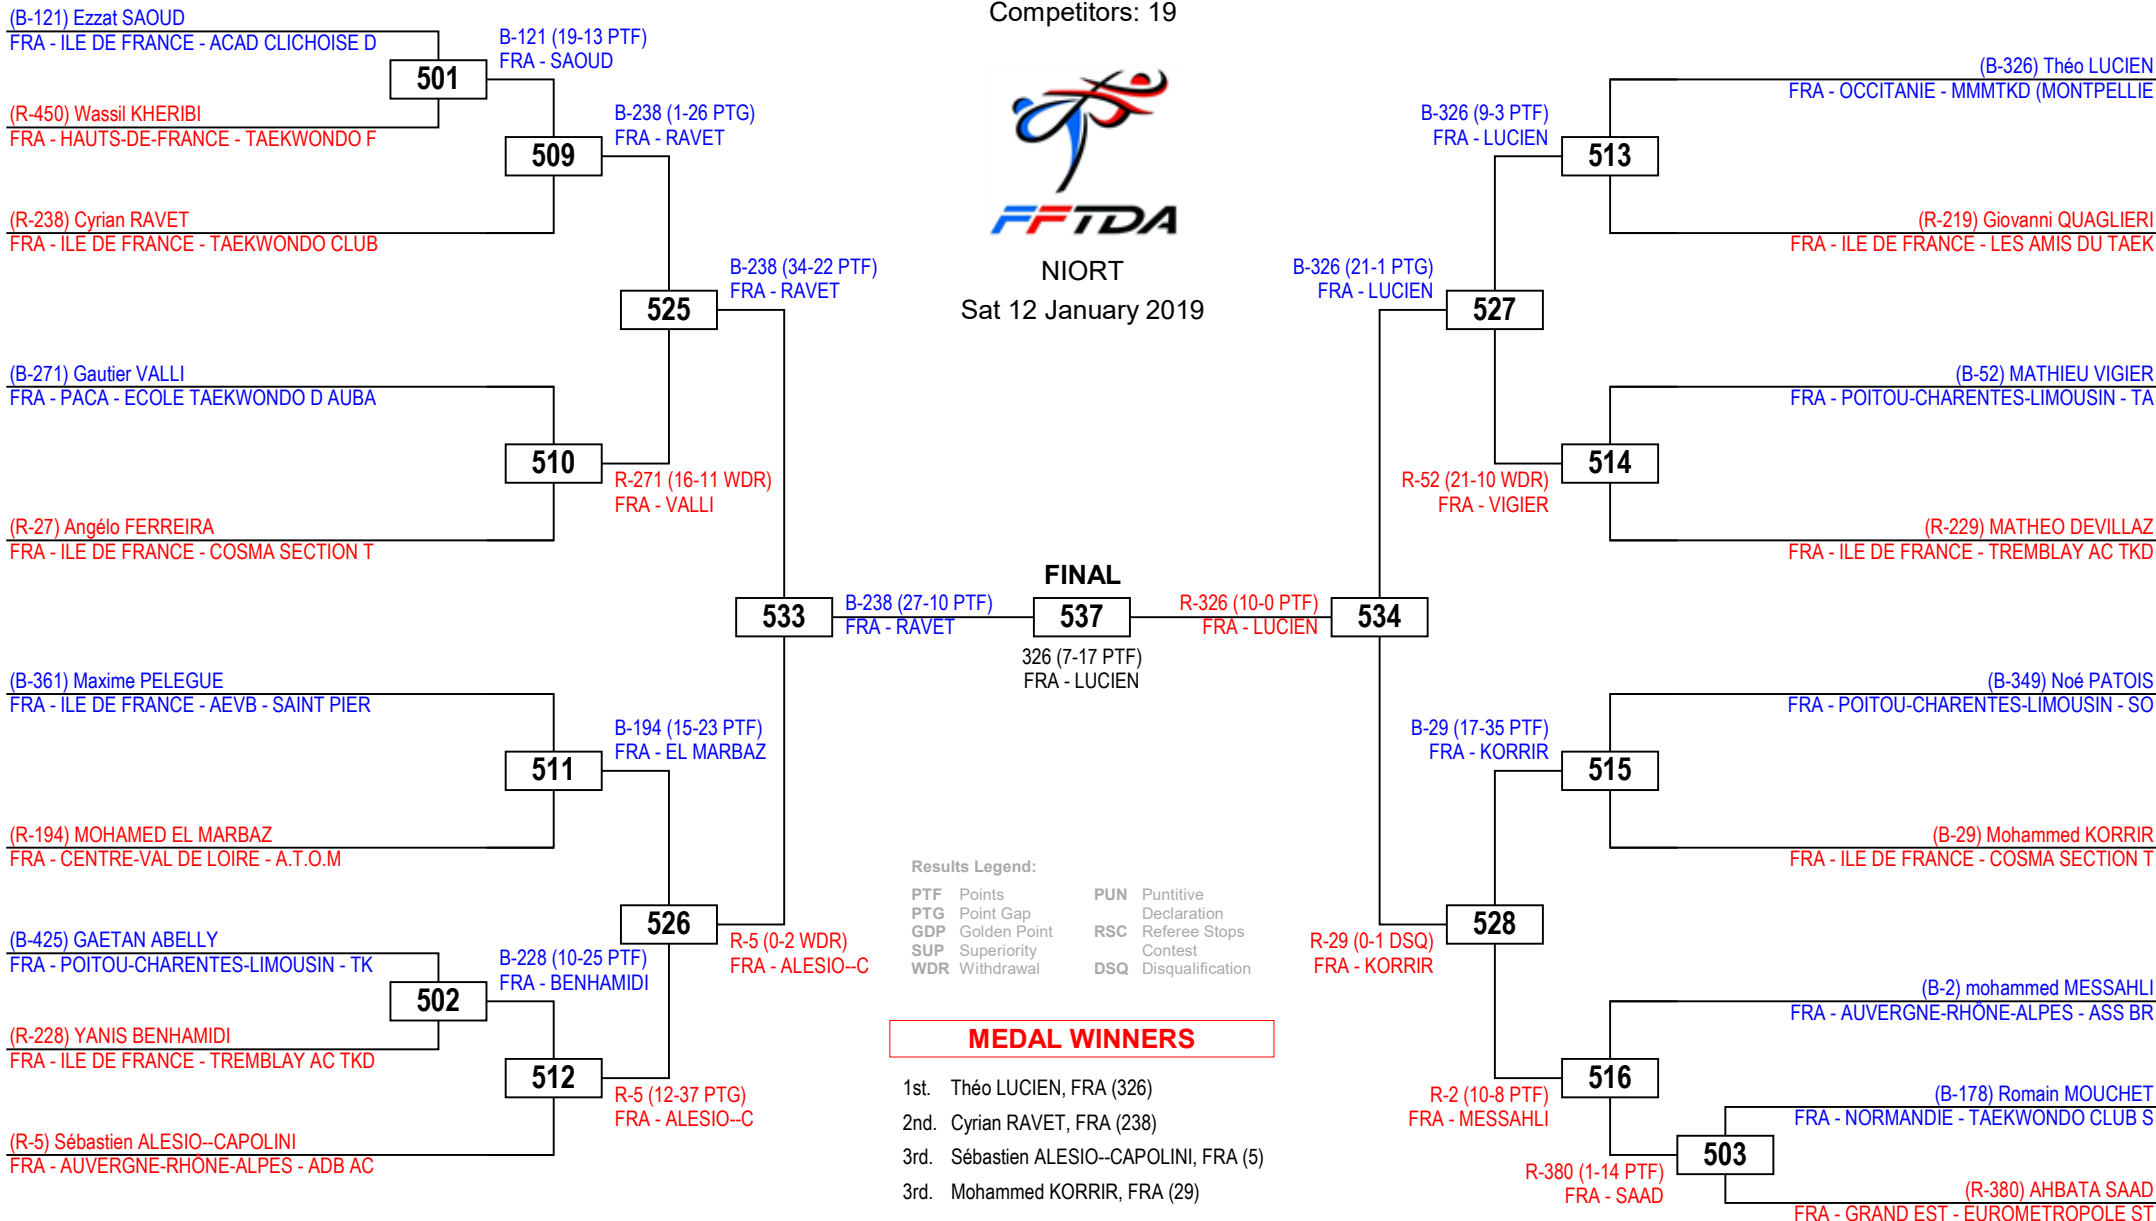 Competitors: 19
FFTDA
NIORT
Sat 12 January 2019
(B-121) Ezzat SAOUD
FRA - ILE DE FRANCE - ACAD CLICHOISE D
501
B-121 (19-13 PTF)
FRA - SAOUD
(R-450) Wassil KHERIBI
FRA - HAUTS-DE-FRANCE - TAEKWONDO F
509
B-238 (1-26 PTG)
FRA - RAVET
(R-238) Cyrian RAVET
FRA - ILE DE FRANCE - TAEKWONDO CLUB
525
B-238 (34-22 PTF)
FRA - RAVET
(B-271) Gautier VALLI
FRA - PACA - ECOLE TAEKWONDO D AUBA
510
R-271 (16-11 WDR)
FRA - VALLI
(R-27) Angélo FERREIRA
FRA - ILE DE FRANCE - COSMA SECTION T
533
B-238 (27-10 PTF)
FRA - RAVET
(B-361) Maxime PELEGUE
FRA - ILE DE FRANCE - AEVB - SAINT PIER
511
B-194 (15-23 PTF)
FRA - EL MARBAZ
(R-194) MOHAMED EL MARBAZ
FRA - CENTRE-VAL DE LOIRE - A.T.O.M
526
R-5 (0-2 WDR)
FRA - ALESIO--C
(B-425) GAETAN ABELLY
FRA - POITOU-CHARENTES-LIMOUSIN - TK
502
B-228 (10-25 PTF)
FRA - BENHAMIDI
(R-228) YANIS BENHAMIDI
FRA - ILE DE FRANCE - TREMBLAY AC TKD
512
R-5 (12-37 PTG)
FRA - ALESIO--C
(R-5) Sébastien ALESIO--CAPOLINI
FRA - AUVERGNE-RHÔNE-ALPES - ADB AC
FINAL
537
326 (7-17 PTF)
FRA - LUCIEN
R-326 (10-0 PTF)
FRA - LUCIEN
534
(B-326) Théo LUCIEN
FRA - OCCITANIE - MMMTKD (MONTPELLIE
B-326 (9-3 PTF)
FRA - LUCIEN
513
(R-219) Giovanni QUAGLIERI
FRA - ILE DE FRANCE - LES AMIS DU TAEK
B-326 (21-1 PTG)
FRA - LUCIEN
527
(B-52) MATHIEU VIGIER
FRA - POITOU-CHARENTES-LIMOUSIN - TA
514
R-52 (21-10 WDR)
FRA - VIGIER
(R-229) MATHEO DEVILLAZ
FRA - ILE DE FRANCE - TREMBLAY AC TKD
(B-349) Noé PATOIS
FRA - POITOU-CHARENTES-LIMOUSIN - SO
B-29 (17-35 PTF)
FRA - KORRIR
515
(B-29) Mohammed KORRIR
FRA - ILE DE FRANCE - COSMA SECTION T
528
R-29 (0-1 DSQ)
FRA - KORRIR
(B-2) mohammed MESSAHLI
FRA - AUVERGNE-RHÔNE-ALPES - ASS BR
516
R-2 (10-8 PTF)
FRA - MESSAHLI
(B-178) Romain MOUCHET
FRA - NORMANDIE - TAEKWONDO CLUB S
503
R-380 (1-14 PTF)
FRA - SAAD
(R-380) AHBATA SAAD
FRA - GRAND EST - EUROMETROPOLE ST
Results Legend:
PTF Points PUN Puntitive
PTG Point Gap Declaration
GDP Golden Point RSC Referee Stops
SUP Superiority Contest
WDR Withdrawal DSQ Disqualification
MEDAL WINNERS
1st. Théo LUCIEN, FRA (326)
2nd. Cyrian RAVET, FRA (238)
3rd. Sébastien ALESIO--CAPOLINI, FRA (5)
3rd. Mohammed KORRIR, FRA (29)